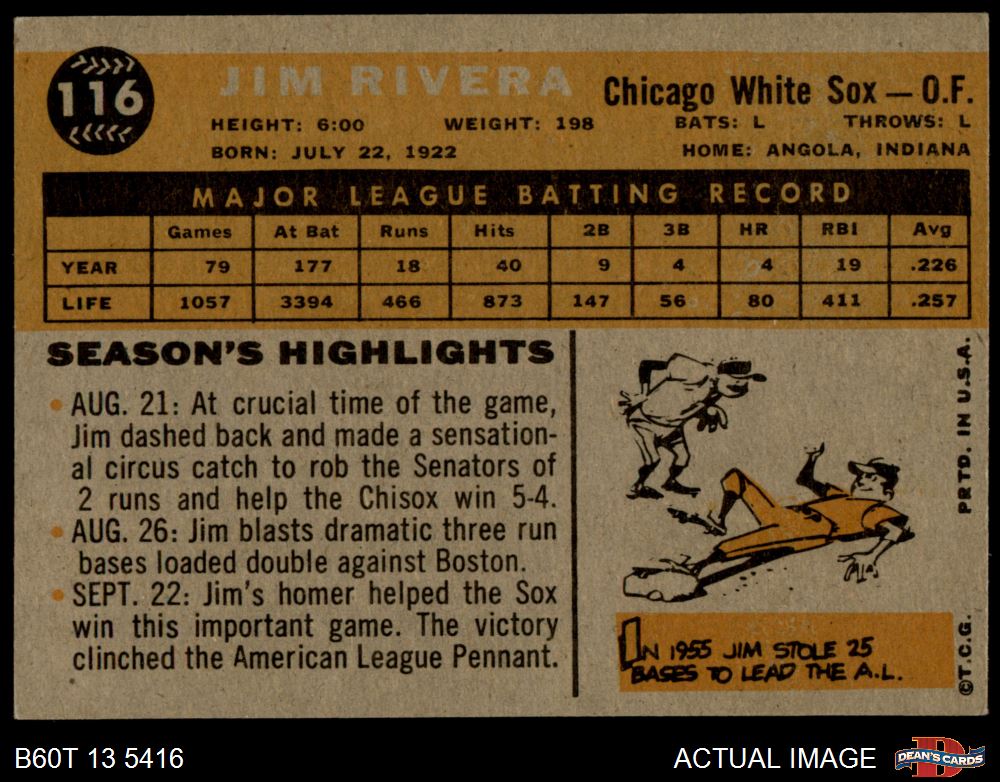 116
JIM RIVERA
Chicago White Sox — O.F.
HEIGHT: 6:00 WEIGHT: 198 BATS: L THROWS: L
BORN: JULY 22, 1922 HOME: ANGOLA, INDIANA
MAJOR LEAGUE BATTING RECORD
Games At Bat Runs Hits 2B 3B HR RBI Avg
YEAR 79 177 18 40 9 4 4 19 .226
LIFE 1057 3394 466 873 147 56 80 411 .257
SEASON'S HIGHLIGHTS
• AUG. 21: At crucial time of the game,
Jim dashed back and made a sensation-
al circus catch to rob the Senators of
2 runs and help the Chisox win 5-4.
• AUG. 26: Jim blasts dramatic three run
bases loaded double against Boston.
• SEPT. 22: Jim's homer helped the Sox
win this important game. The victory
clinched the American League Pennant.
IN 1955 JIM STOLE 25
BASES TO LEAD THE A.L.
©T.C.G. PRTD. IN U.S.A.
B60T 13 5416
ACTUAL IMAGE
D
DEAN'S CARDS